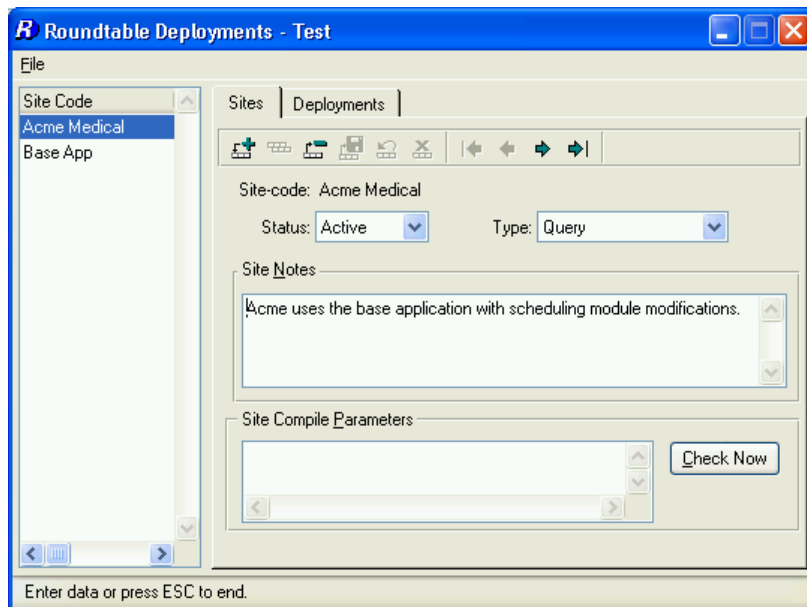 Roundtable Deployments - Test
File
Site Code
Acme Medical
Base App
Sites
Deployments
Site-code: Acme Medical
Status: Active
Type: Query
Site Notes
Acme uses the base application with scheduling module modifications.
Site Compile Parameters
Check Now
Enter data or press ESC to end.